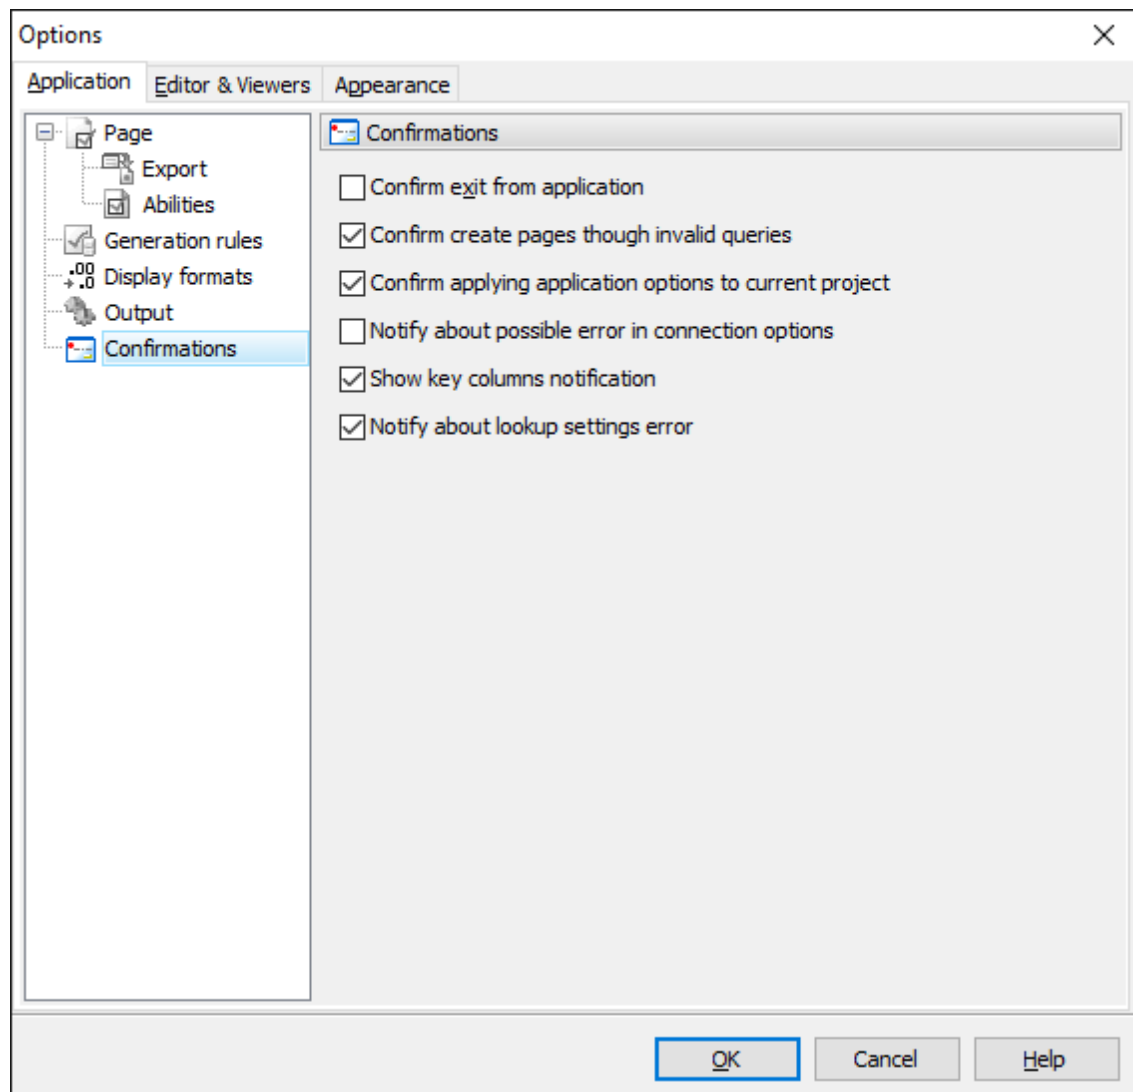 Options
Application
Editor & Viewers
Appearance
Page
Export
Abilities
Generation rules
Display formats
Output
Confirmations
Confirmations
Confirm exit from application
Confirm create pages though invalid queries
Confirm applying application options to current project
Notify about possible error in connection options
Show key columns notification
Notify about lookup settings error
OK
Cancel
Help